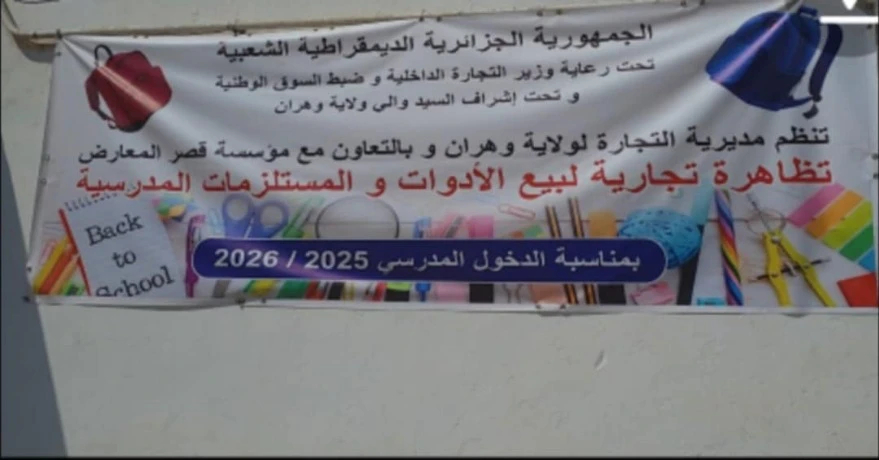 الجمهورية الجزائرية الديمقراطية الشعبية
تحت رعاية وزير التجارة الداخلية و ضبط السوق الوطنية
و تحت إشراف السيد والي ولاية وهران
تنظم مديرية التجارة لولاية وهران و بالتعاون مع مؤسسة قصر المعارض
تظاهرة تجارية لبيع الأدوات و المستلزمات المدرسية
Back
to
School
بمناسبة الدخول المدرسي 2025 / 2026